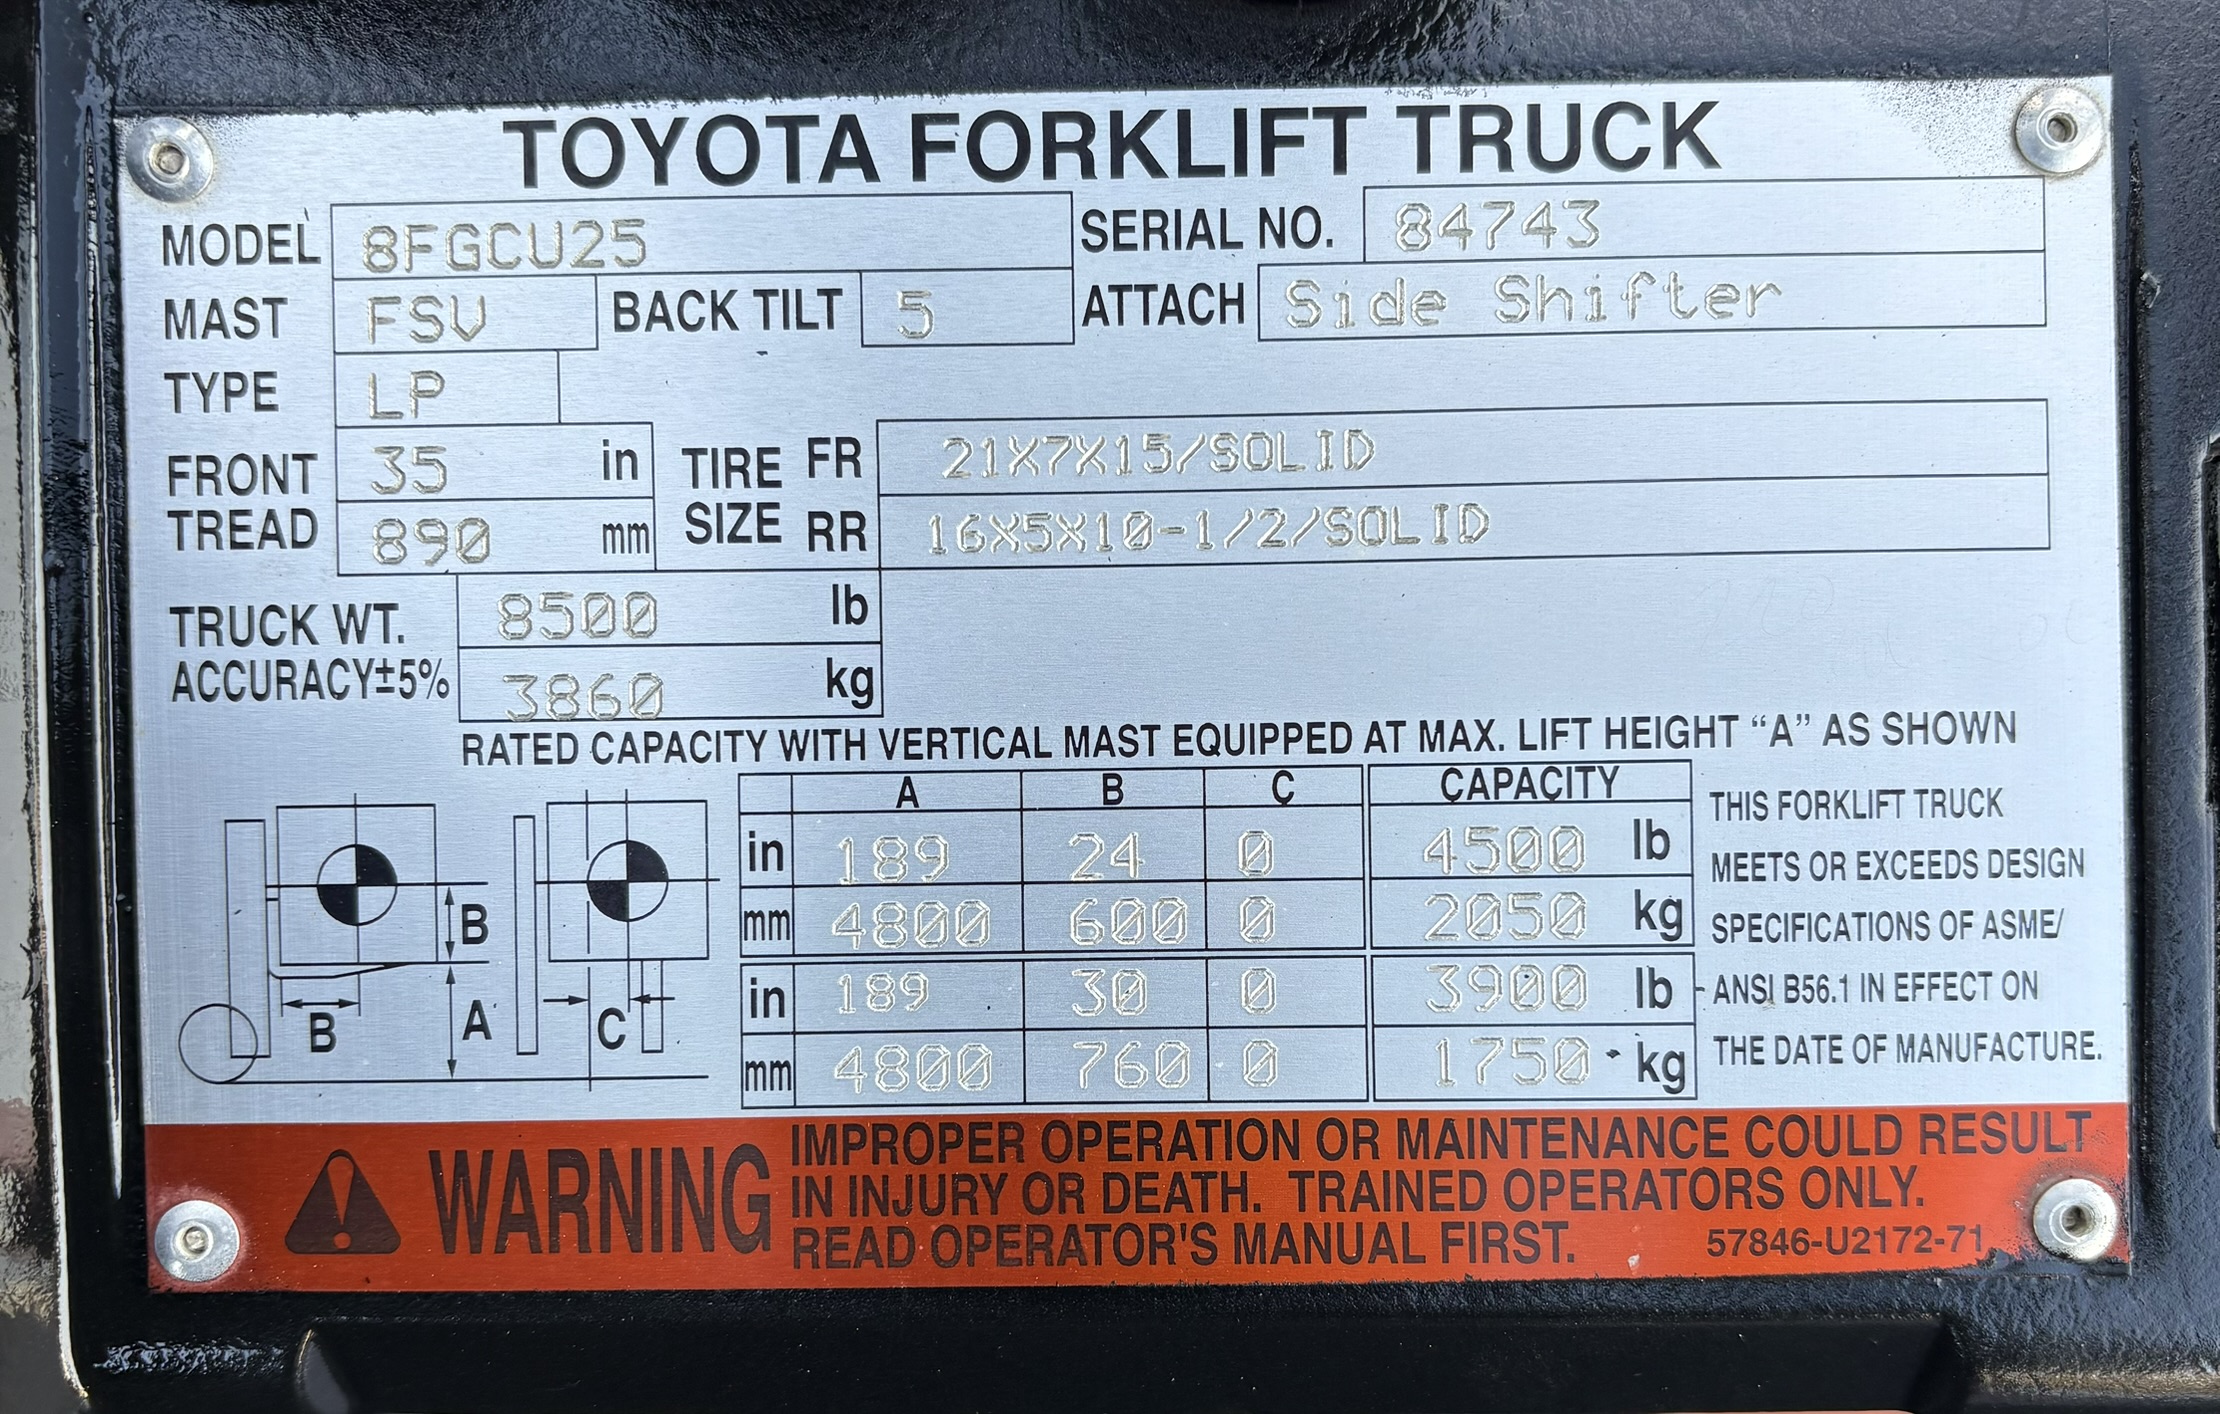 TOYOTA FORKLIFT TRUCK
MODEL 8FGCU25 SERIAL NO. 84743
MAST FSV BACK TILT 5 ATTACH Side Shifter
TYPE LP
FRONT TREAD 35 in TIRE SIZE FR 21X7X15/SOLID
890 mm RR 16X5X10-1/2/SOLID
TRUCK WT. 8500 lb
ACCURACY±5% 3860 kg
RATED CAPACITY WITH VERTICAL MAST EQUIPPED AT MAX. LIFT HEIGHT “A” AS SHOWN
A B C CAPACITY
in 189 24 0 4500 lb
mm 4800 600 0 2050 kg
in 189 30 0 3900 lb
mm 4800 760 0 1750 kg
B
B
A
C
THIS FORKLIFT TRUCK
MEETS OR EXCEEDS DESIGN
SPECIFICATIONS OF ASME/
ANSI B56.1 IN EFFECT ON
THE DATE OF MANUFACTURE.
WARNING
IMPROPER OPERATION OR MAINTENANCE COULD RESULT
IN INJURY OR DEATH. TRAINED OPERATORS ONLY.
READ OPERATOR'S MANUAL FIRST. 57846-U2172-71